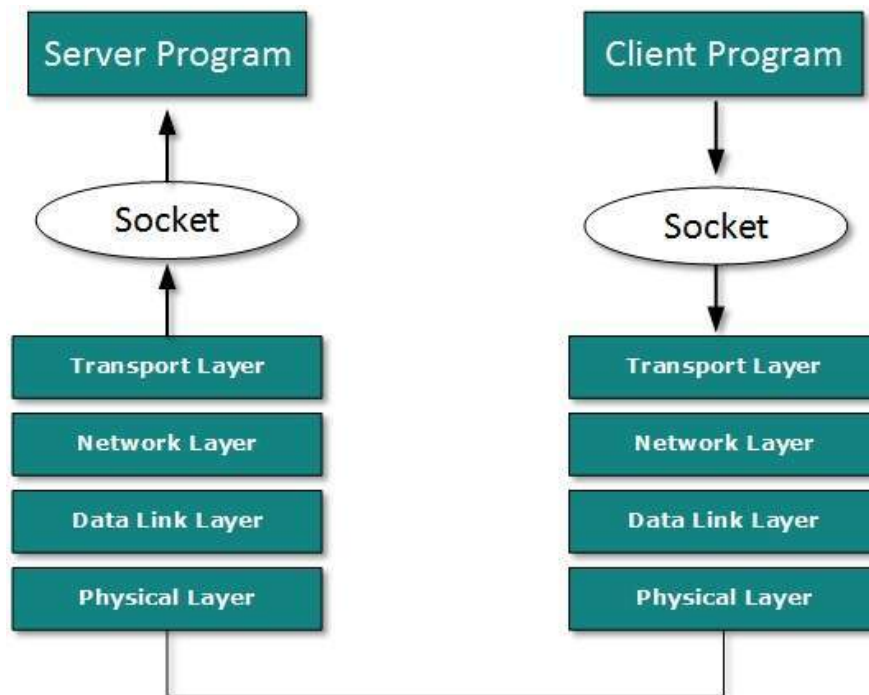 Server Program
Client Program
Socket
Socket
Transport Layer
Transport Layer
Network Layer
Network Layer
Data Link Layer
Data Link Layer
Physical Layer
Physical Layer